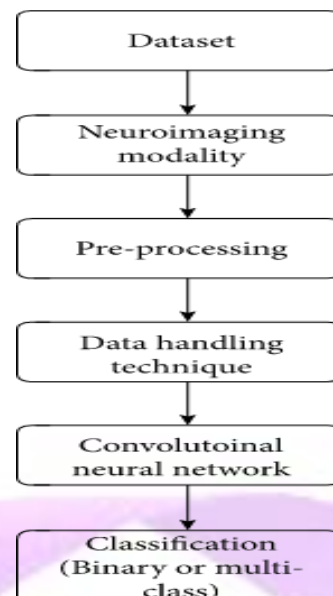 Dataset
Neuroimaging
modality
Pre-processing
Data handling
technique
Convolutoinal
neural network
Classification
(Binary or multi-
class)